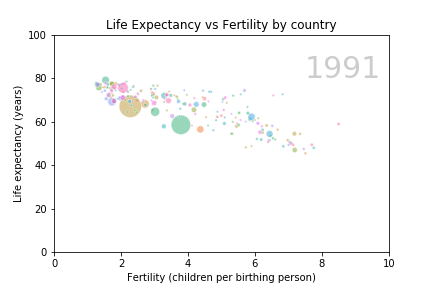 Life Expectancy vs Fertility by country
1991
100
80
60
40
20
0
Life expectancy (years)
0 2 4 6 8 10
Fertility (children per birthing person)